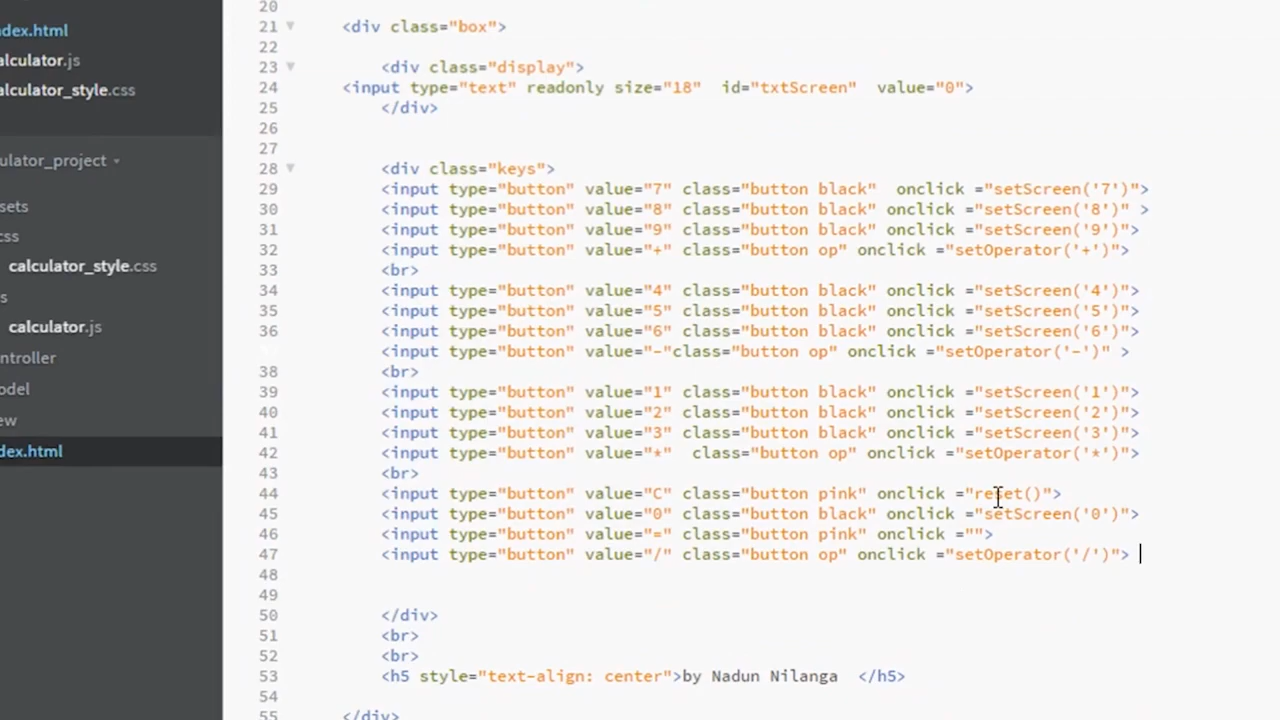 20
ndex.html
21 <div class="box">
22
alculator.js
23 <div class="display">
alculator_style.css
24 <input type="text" readonly size="18"  id="txtScreen"  value="0">
25 </div>
26
27
ulator_project
28 <div class="keys">
29 <input type="button" value="7" class="button black"  onclick ="setScreen('7')">
sets
30 <input type="button" value="8" class="button black" onclick ="setScreen('8')" >
31 <input type="button" value="9" class="button black" onclick ="setScreen('9')">
css
32 <input type="button" value="+" class="button op" onclick ="setOperator('+')">
calculator_style.css
33 <br>
34 <input type="button" value="4" class="button black" onclick ="setScreen('4')">
s
35 <input type="button" value="5" class="button black" onclick ="setScreen('5')">
calculator.js
36 <input type="button" value="6" class="button black" onclick ="setScreen('6')">
ntroller
<input type="button" value="-"class="button op" onclick ="setOperator('-')" >
38 <br>
odel
39 <input type="button" value="1" class="button black" onclick ="setScreen('1')">
40 <input type="button" value="2" class="button black" onclick ="setScreen('2')">
ew
41 <input type="button" value="3" class="button black" onclick ="setScreen('3')">
dex.html
42 <input type="button" value="*"  class="button op" onclick ="setOperator('*')">
43 <br>
44 <input type="button" value="C" class="button pink" onclick ="reset()">
45 <input type="button" value="0" class="button black" onclick ="setScreen('0')">
46 <input type="button" value="=" class="button pink" onclick ="">
47 <input type="button" value="/" class="button op" onclick ="setOperator('/')">
48
49
50 </div>
51 <br>
52 <br>
53 <h5 style="text-align: center">by Nadun Nilanga  </h5>
54
55 </div>